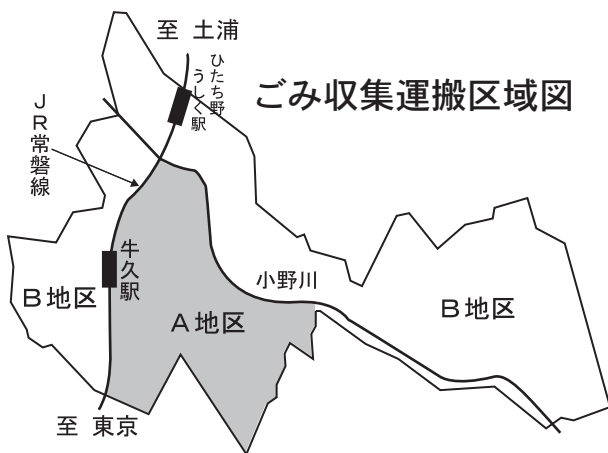 至 土浦
ひたち野
うしく駅
ごみ収集運搬区域図
JR常磐線
牛久駅
小野川
B地区
A地区
B地区
至 東京